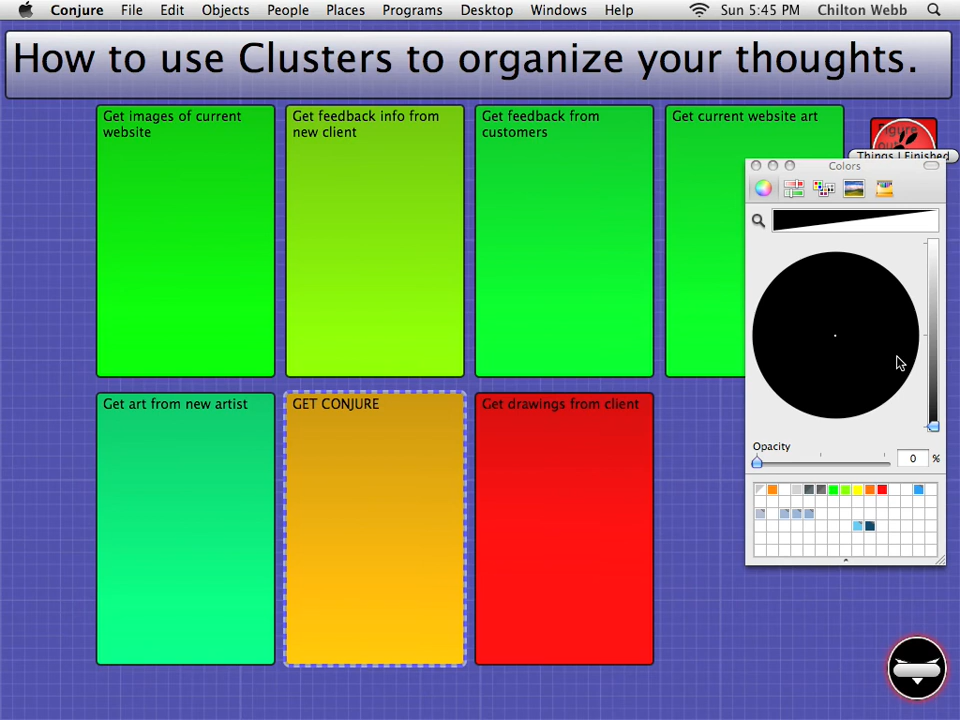 Conjure File Edit Objects People Places Programs Desktop Windows Help Sun 5:45 PM Chilton Webb
How to use Clusters to organize your thoughts.
Get images of current
website
Get feedback info from
new client
Get feedback from
customers
Get current website art
Figure
Things I Finished
Colors
Opacity
0 %
Get art from new artist
GET CONJURE
Get drawings from client